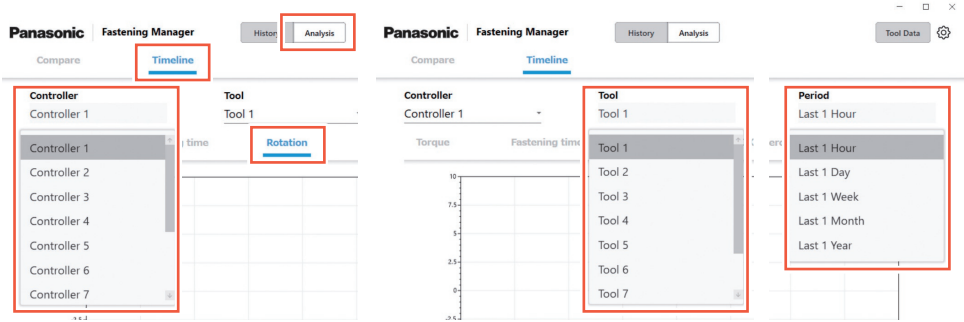 Panasonic Fastening Manager History Analysis
Compare Timeline
Controller Tool
Controller 1 Tool 1
Controller 1
Controller 2
Controller 3
Controller 4
Controller 5
Controller 6
Controller 7
time Rotation
Panasonic Fastening Manager History Analysis
Compare Timeline
Controller Tool
Controller 1 Tool 1
Torque Fastening time
Tool 1
Tool 2
Tool 3
Tool 4
Tool 5
Tool 6
Tool 7
10
7.5
5
2.5
0
-2.5
Tool Data
Period
Last 1 Hour
Last 1 Hour
Last 1 Day
Last 1 Week
Last 1 Month
Last 1 Year